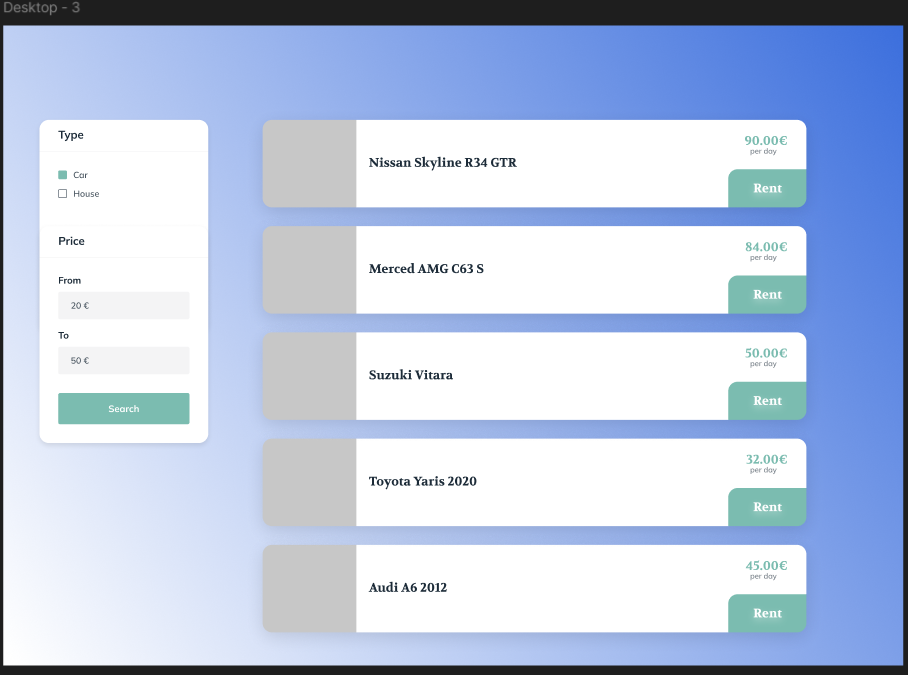 Desktop - 3
Type
Car
House
Price
From
20 €
To
50 €
Search
Nissan Skyline R34 GTR
90.00€
per day
Rent
Merced AMG C63 S
84.00€
per day
Rent
Suzuki Vitara
50.00€
per day
Rent
Toyota Yaris 2020
32.00€
per day
Rent
Audi A6 2012
45.00€
per day
Rent